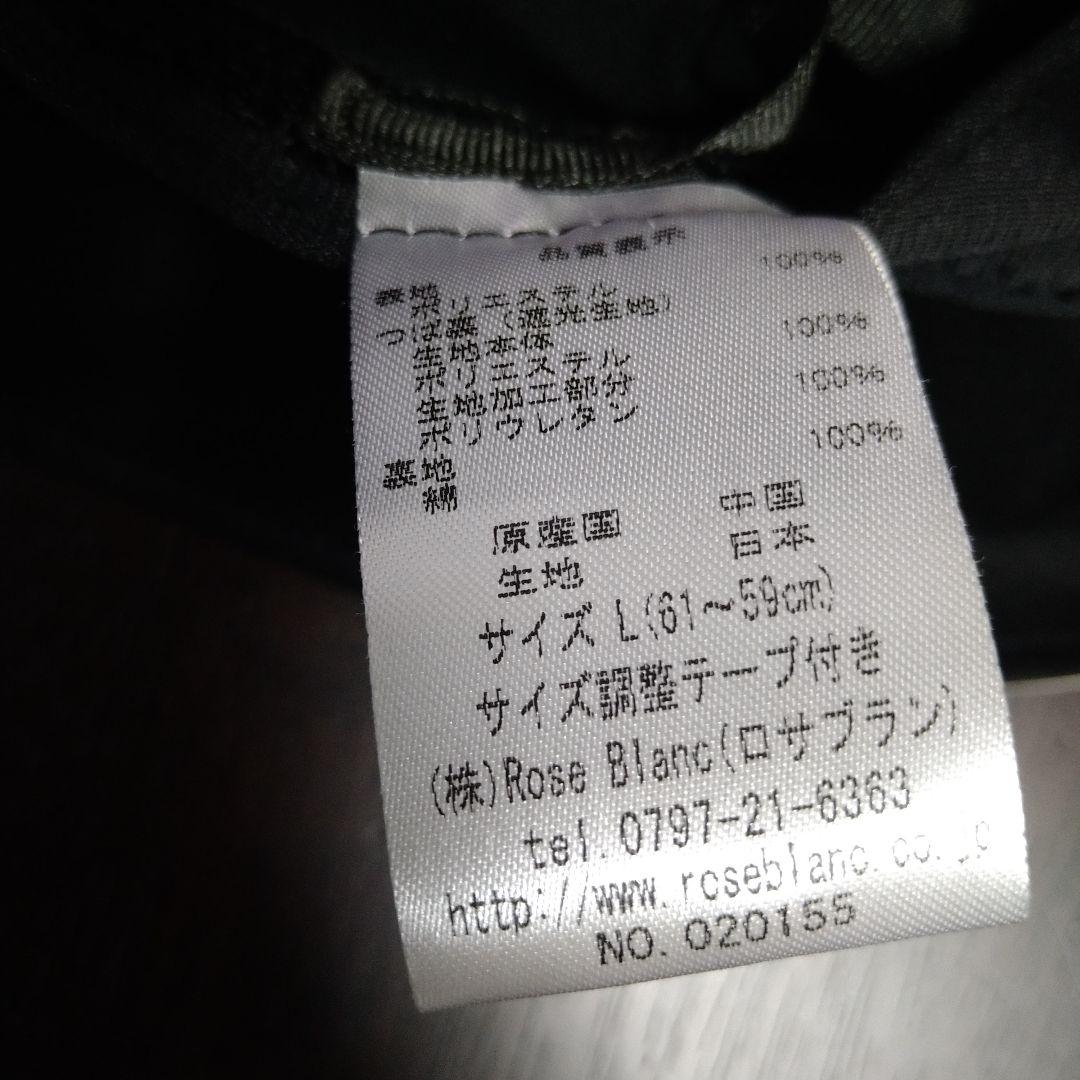 品質表示
表地
ポリエステル 100%
つば裏(遮光生地)
生地本体
ポリエステル 100%
生地加工部分
ポリウレタン 100%
裏地
綿 100%
原産国 中国
生地 日本
サイズ L(61～59cm)
サイズ調整テープ付き
(株)Rose Blanc(ロサブラン)
tel.0797-21-6363
http://www.roseblanc.co.jp
NO.020155